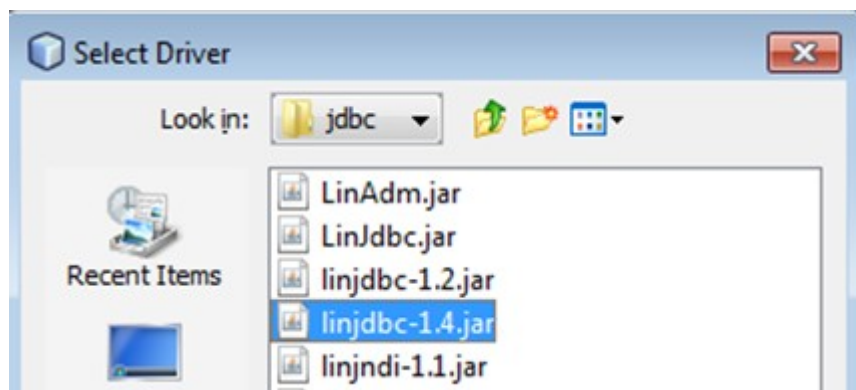 Select Driver
Look in:
jdbc
LinAdm.jar
LinJdbc.jar
Recent Items
linjdbc-1.2.jar
linjdbc-1.4.jar
linjndi-1.1.jar